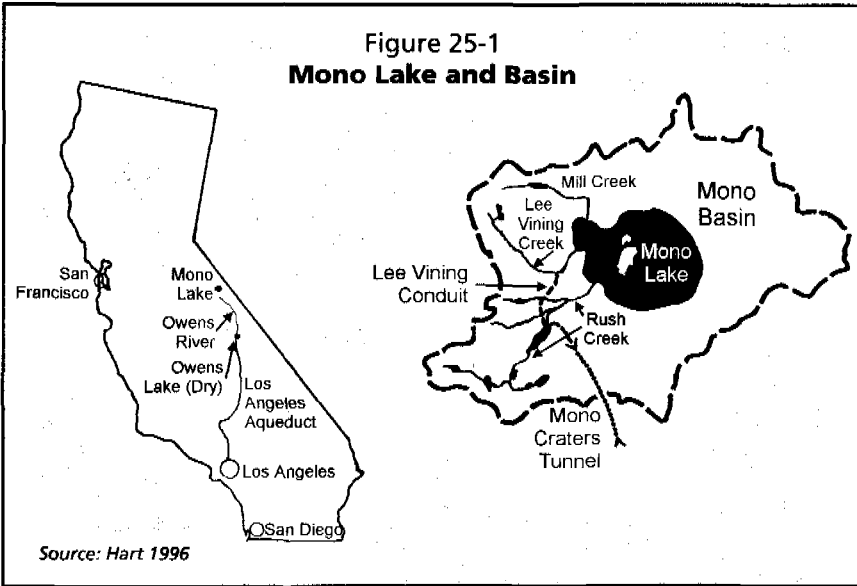 Figure 25-1
Mono Lake and Basin
San
Francisco
Mono
Lake
Owens
River
Owens
Lake (Dry)
Los
Angeles
Aqueduct
Los Angeles
San Diego
Mill Creek
Lee
Vining
Creek
Mono
Basin
Mono
Lake
Lee Vining
Conduit
Rush
Creek
Mono
Craters
Tunnel
Source: Hart 1996